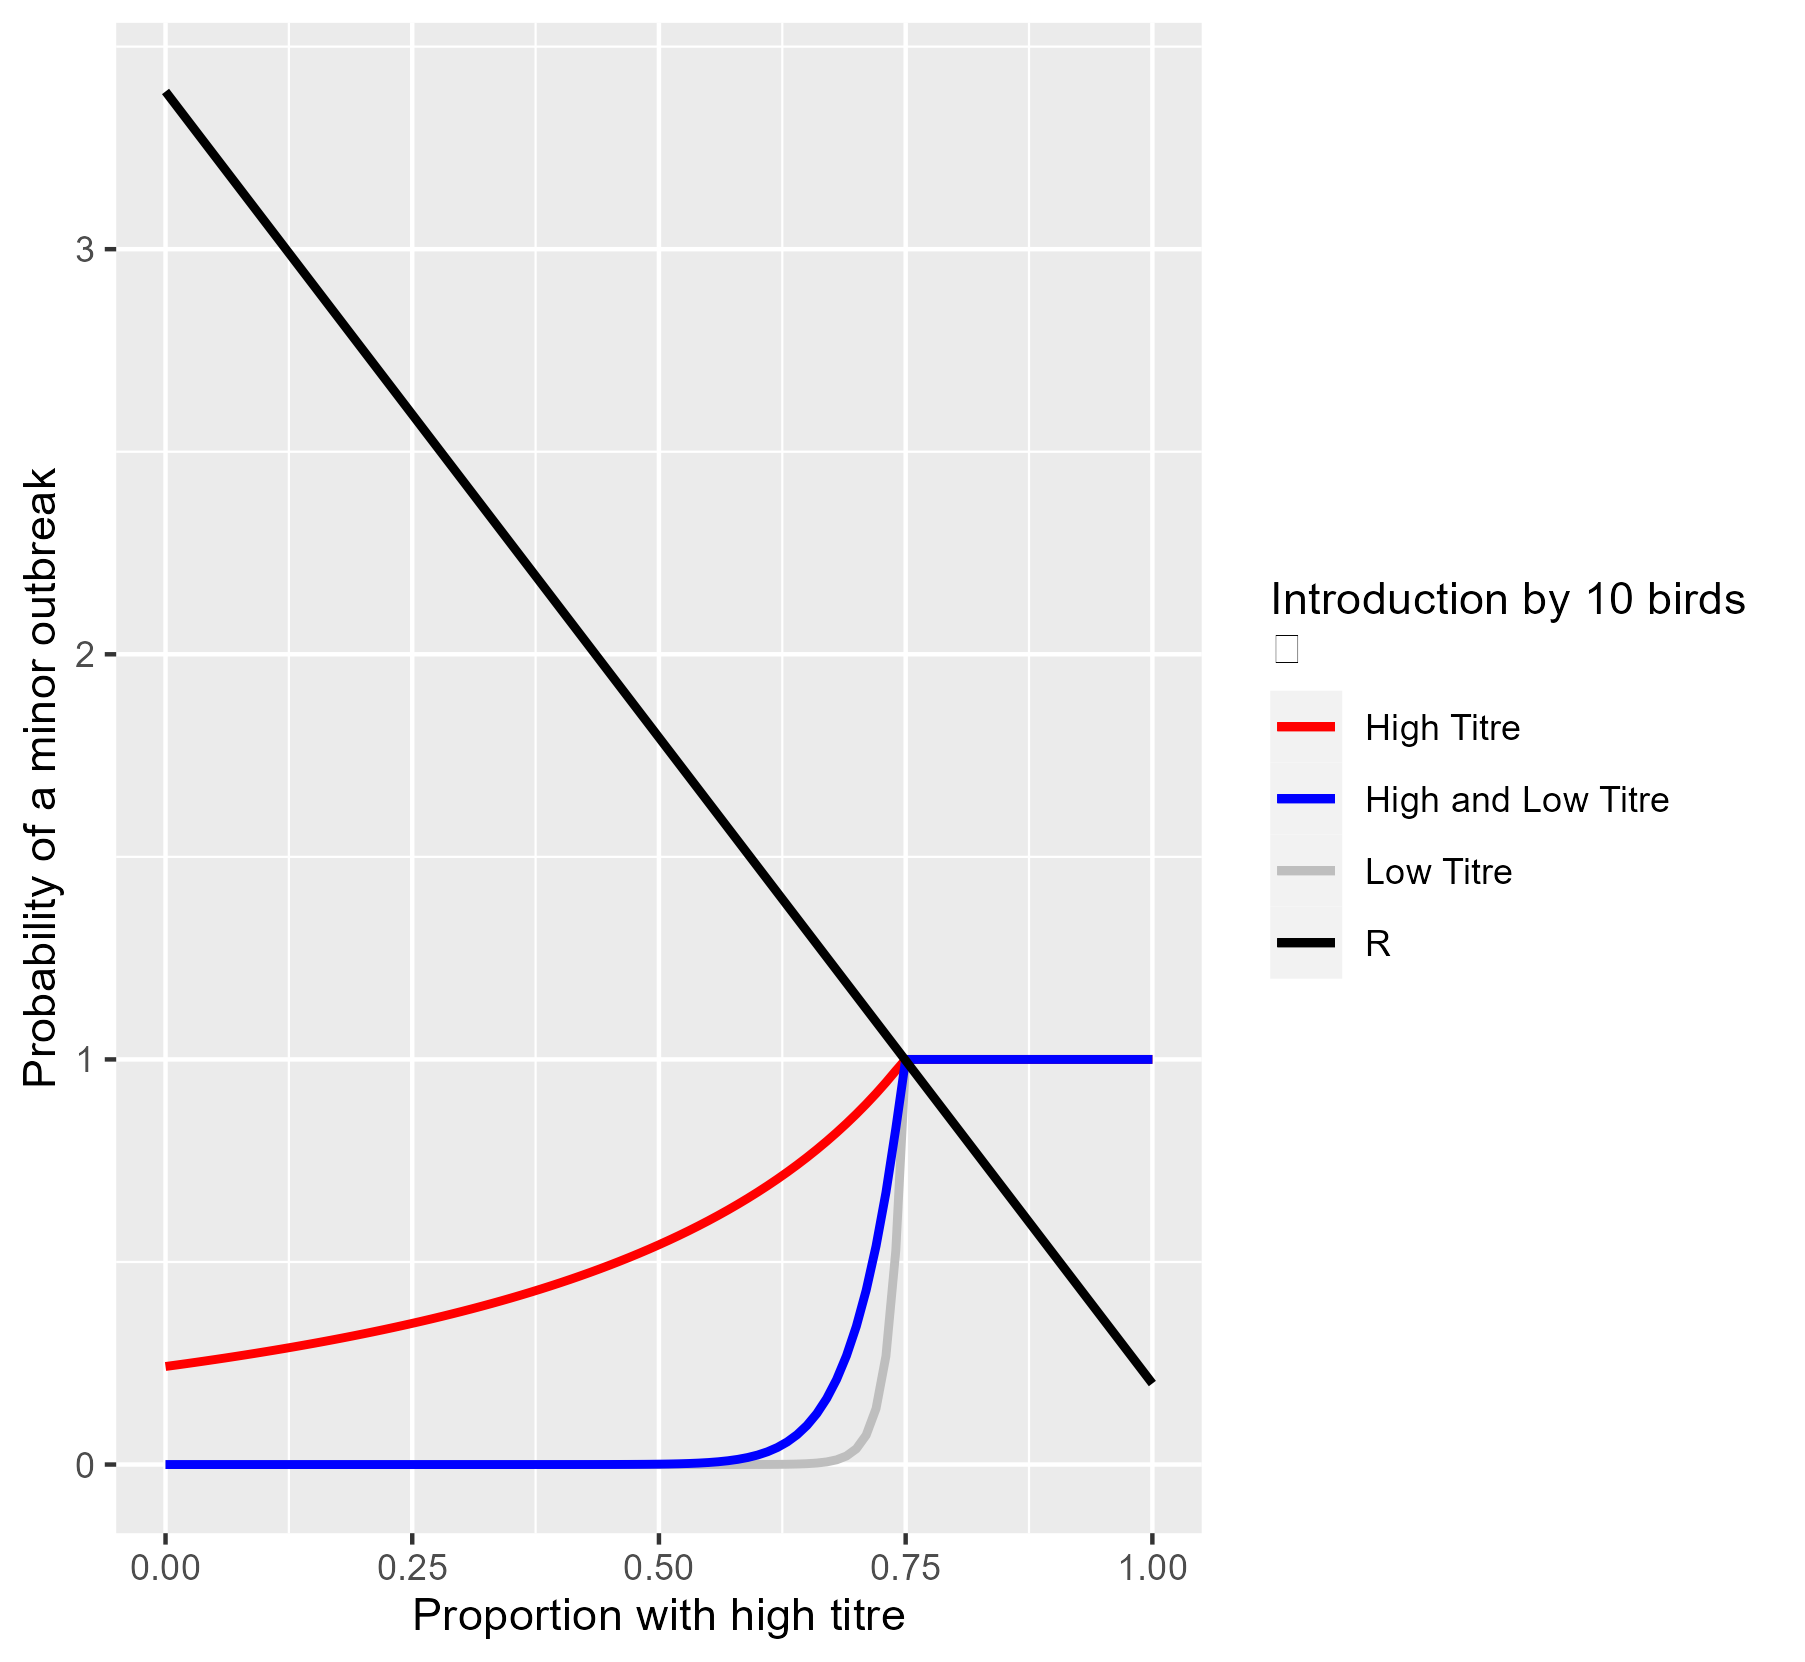 Probability of a minor outbreak
3
2
1
0
0.00 0.25 0.50 0.75 1.00
Proportion with high titre
Introduction by 10 birds
High Titre
High and Low Titre
Low Titre
R